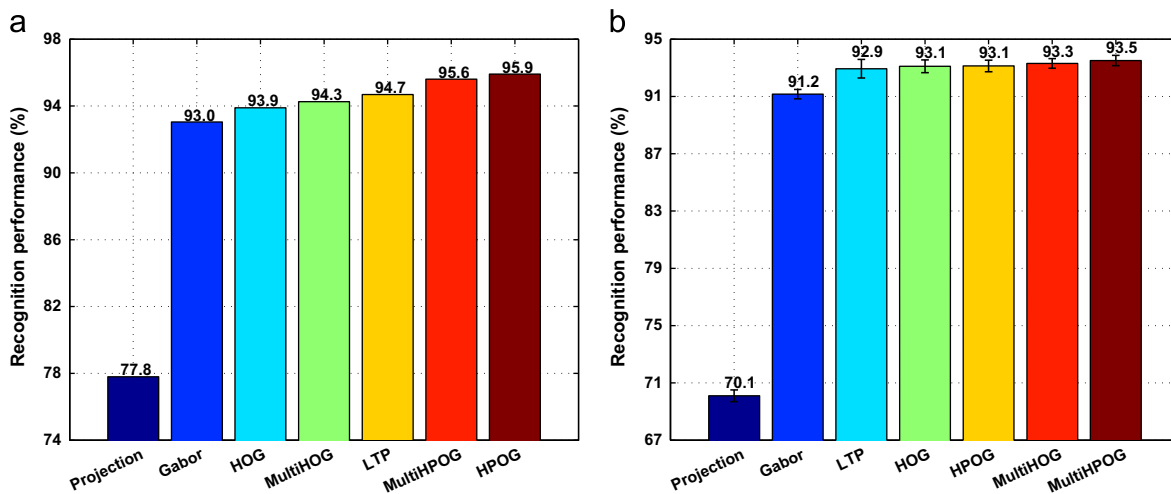 a
98
94
90
86
82
78
74
Recognition performance (%)
77.8
93.0
93.9
94.3
94.7
95.6
95.9
Projection
Gabor
HOG
MultiHOG
LTP
MultiHPOG
HPOG
b
95
91
87
83
79
75
71
67
Recognition performance (%)
70.1
91.2
92.9
93.1
93.1
93.3
93.5
Projection
Gabor
LTP
HOG
HPOG
MultiHOG
MultiHPOG